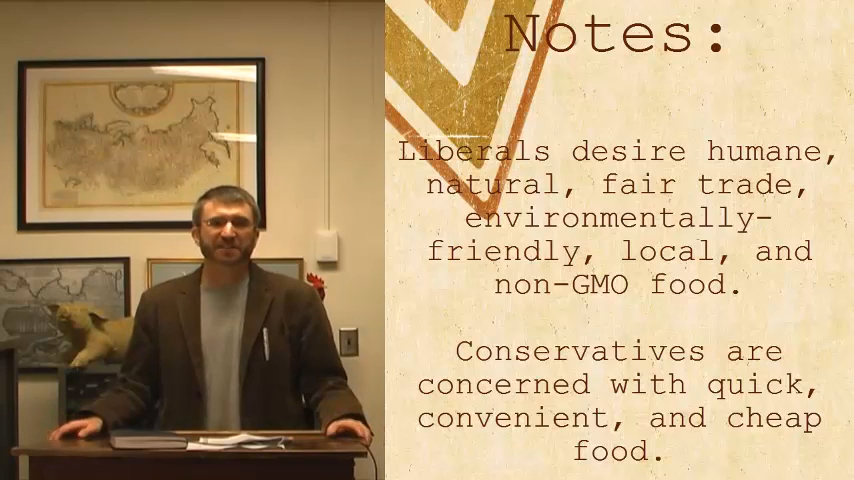 Notes:
Liberals desire humane,
natural, fair trade,
environmentally-
friendly, local, and
non-GMO food.
Conservatives are
concerned with quick,
convenient, and cheap
food.